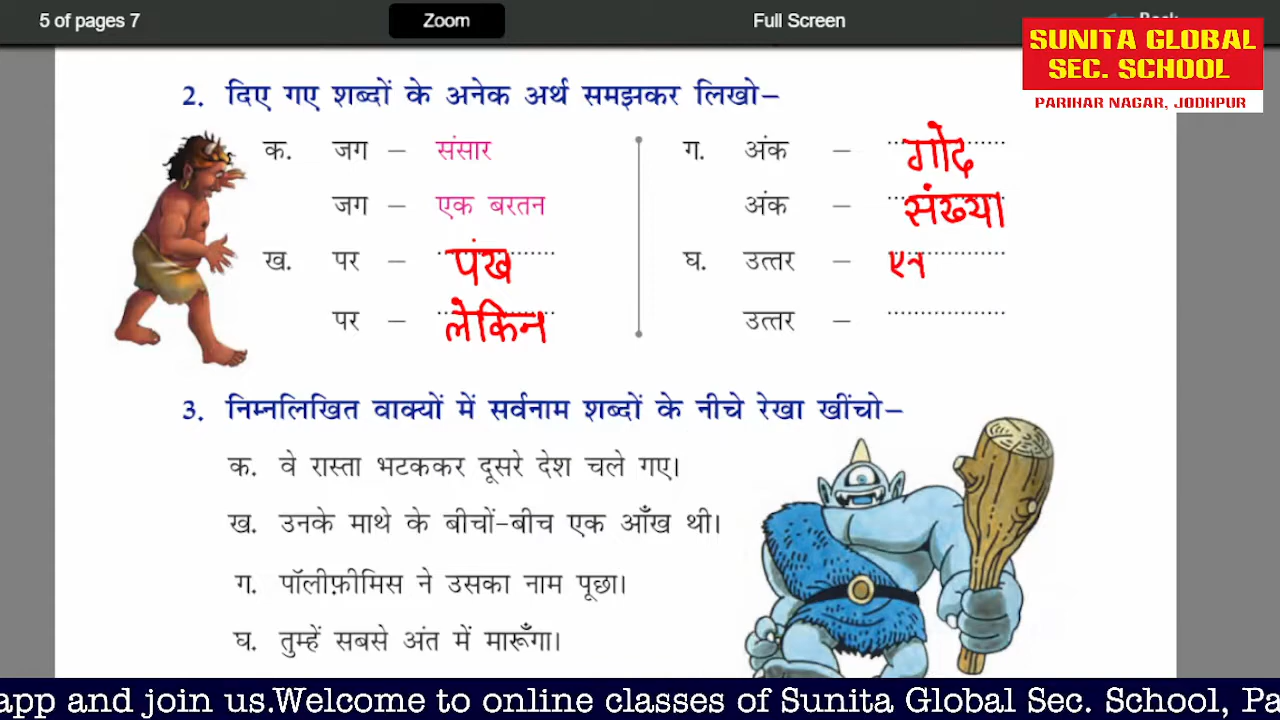 5 of pages 7 Zoom Full Screen
SUNITA GLOBAL
SEC. SCHOOL
PARIHAR NAGAR, JODHPUR
2. दिए गए शब्दों के अनेक अर्थ समझकर लिखो–
क. जग – संसार
जग – एक बरतन
ख. पर – पंख
पर – लेकिन
ग. अंक – गोद
अंक – संख्या
घ. उत्तर –
उत्तर –
3. निम्नलिखित वाक्यों में सर्वनाम शब्दों के नीचे रेखा खींचो–
क. वे रास्ता भटककर दूसरे देश चले गए।
ख. उनके माथे के बीचों-बीच एक आँख थी।
ग. पॉलीफ़ीमिस ने उसका नाम पूछा।
घ. तुम्हें सबसे अंत में मारूँगा।
app and join us.Welcome to online classes of Sunita Global Sec. School, Pa